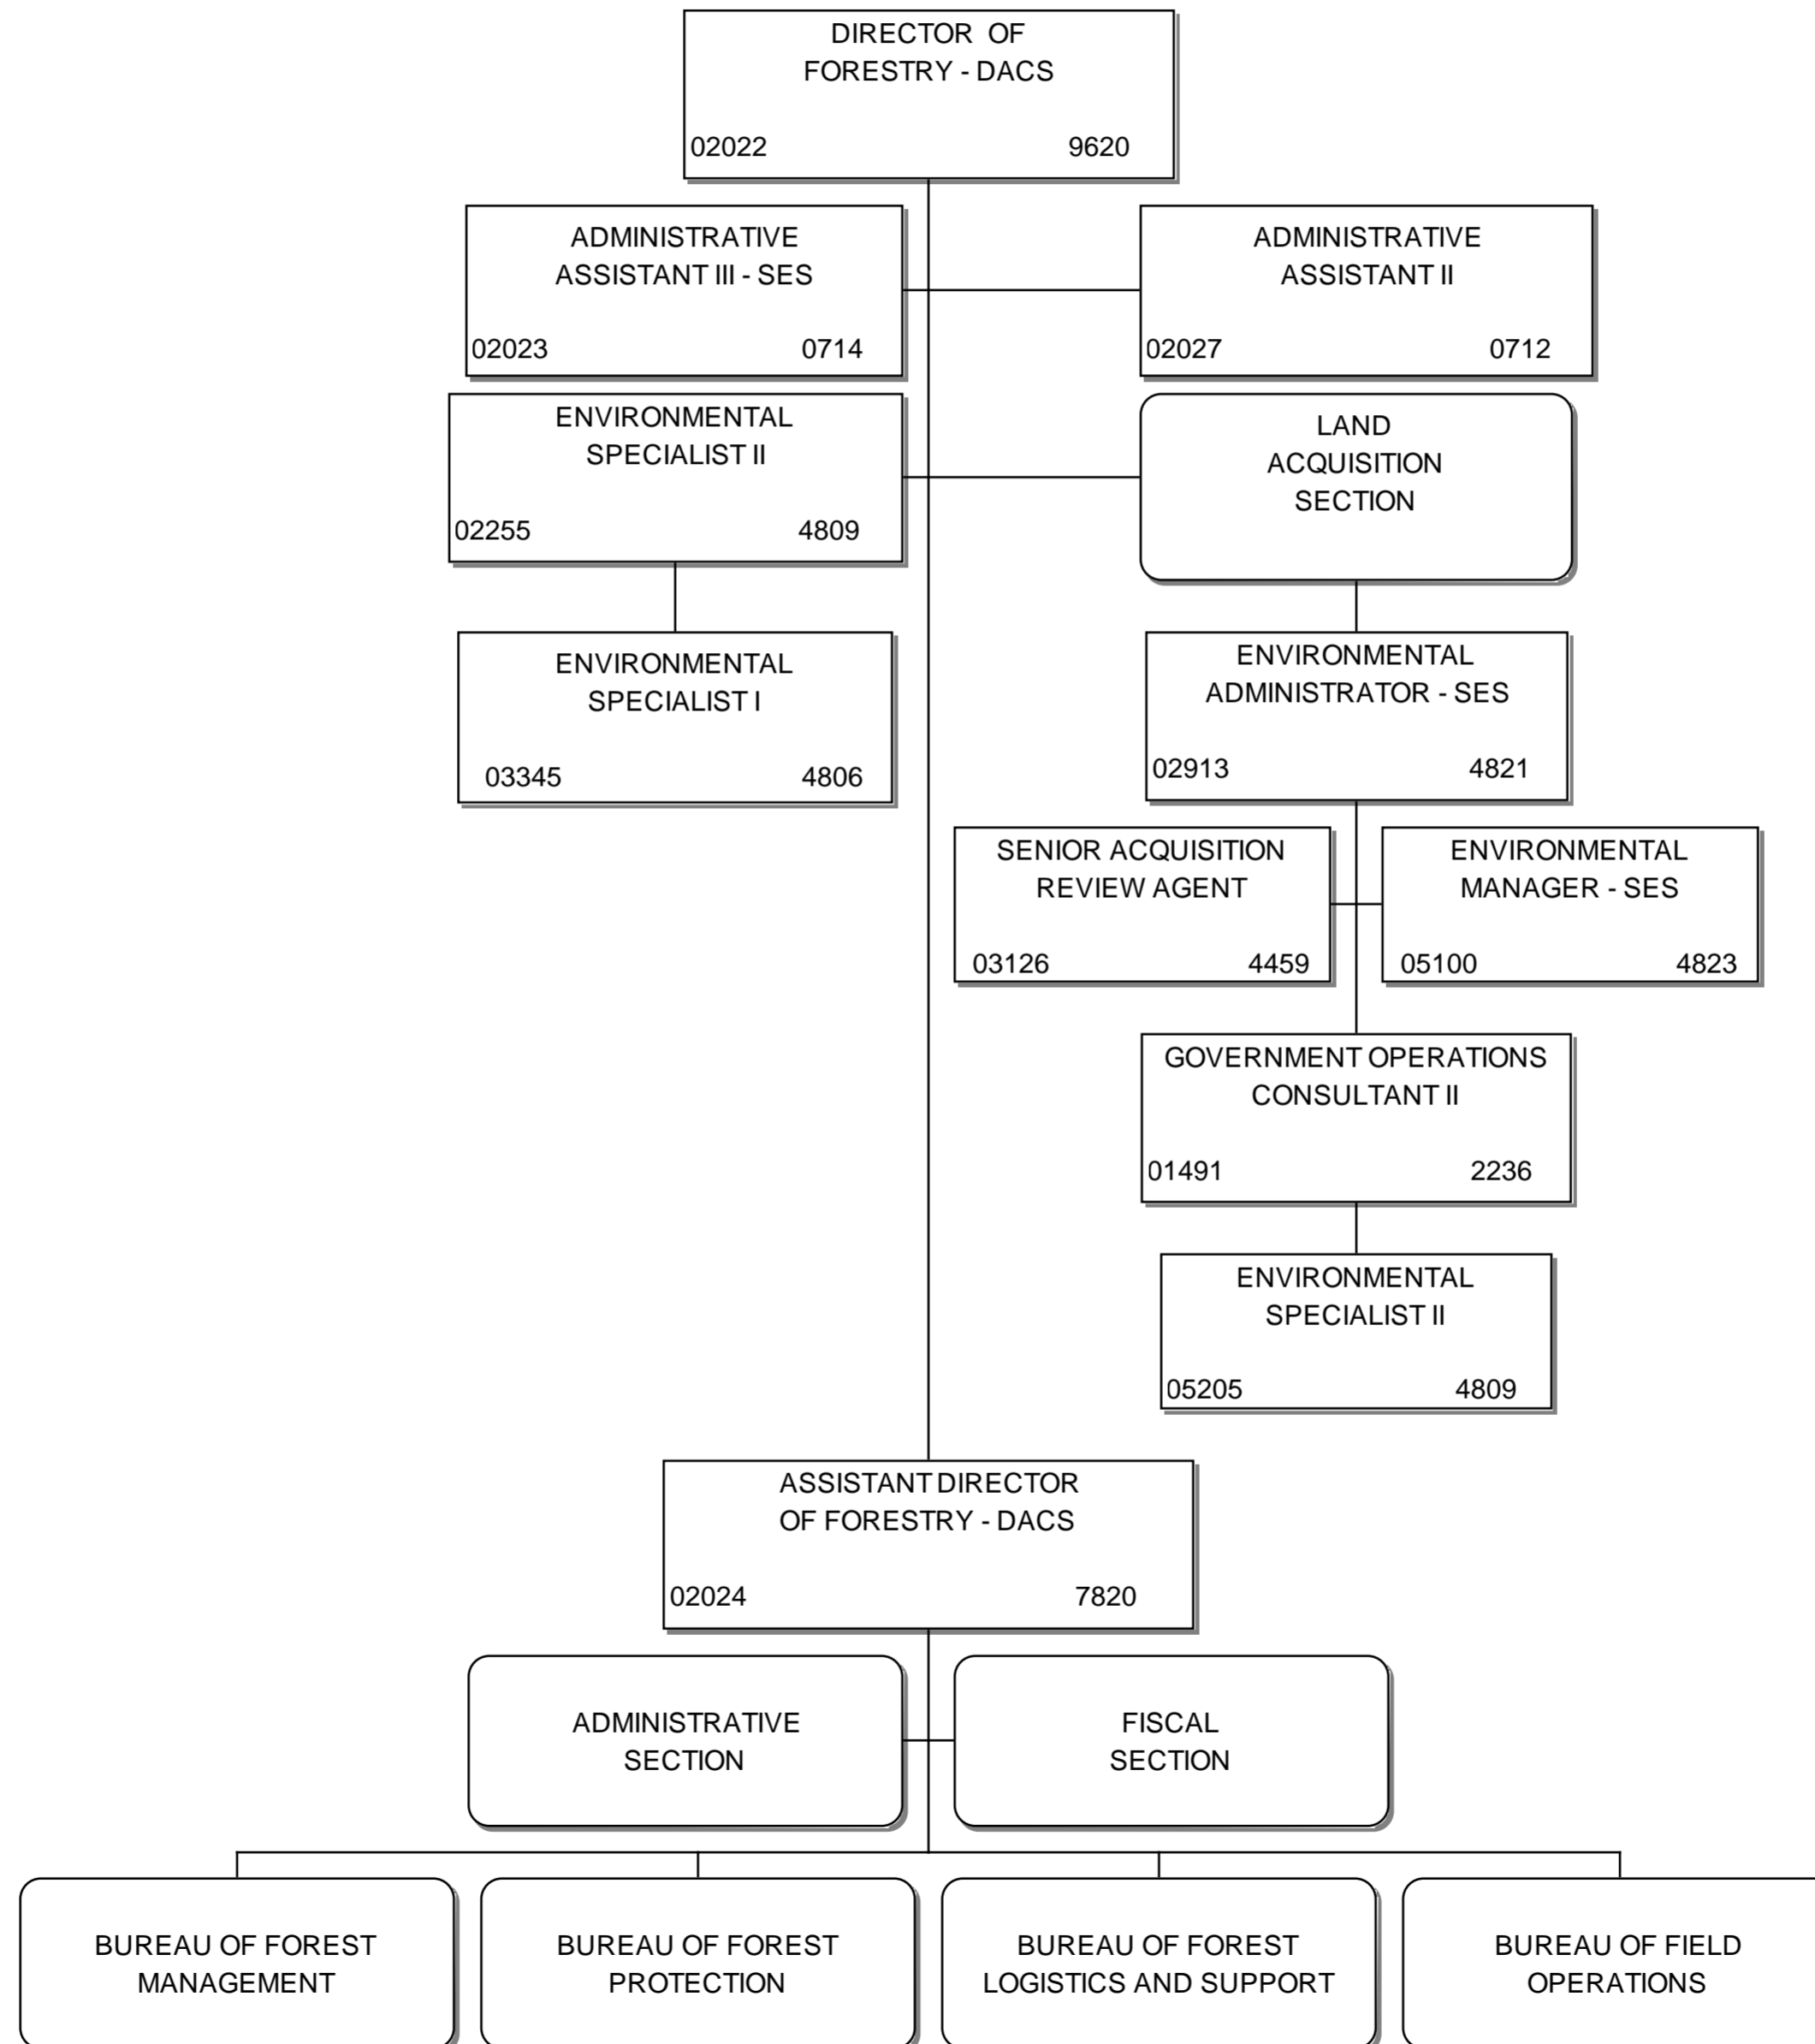 DIRECTOR OF
FORESTRY - DACS
02022 9620
ADMINISTRATIVE
ASSISTANT III - SES
02023 0714
ADMINISTRATIVE
ASSISTANT II
02027 0712
ENVIRONMENTAL
SPECIALIST II
02255 4809
LAND
ACQUISITION
SECTION
ENVIRONMENTAL
SPECIALIST I
03345 4806
ENVIRONMENTAL
ADMINISTRATOR - SES
02913 4821
SENIOR ACQUISITION
REVIEW AGENT
03126 4459
ENVIRONMENTAL
MANAGER - SES
05100 4823
GOVERNMENT OPERATIONS
CONSULTANT II
01491 2236
ENVIRONMENTAL
SPECIALIST II
05205 4809
ASSISTANT DIRECTOR
OF FORESTRY - DACS
02024 7820
ADMINISTRATIVE
SECTION
FISCAL
SECTION
BUREAU OF FOREST
MANAGEMENT
BUREAU OF FOREST
PROTECTION
BUREAU OF FOREST
LOGISTICS AND SUPPORT
BUREAU OF FIELD
OPERATIONS